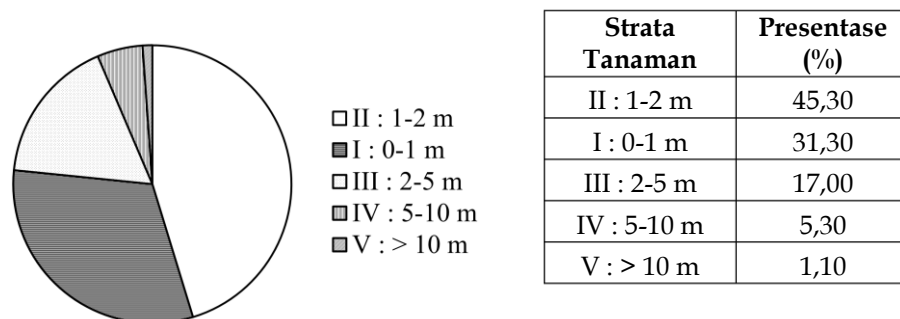 II : 1-2 m
I : 0-1 m
III : 2-5 m
IV : 5-10 m
V : > 10 m
Strata Tanaman Presentase (%)
II : 1-2 m 45,30
I : 0-1 m 31,30
III : 2-5 m 17,00
IV : 5-10 m 5,30
V : > 10 m 1,10